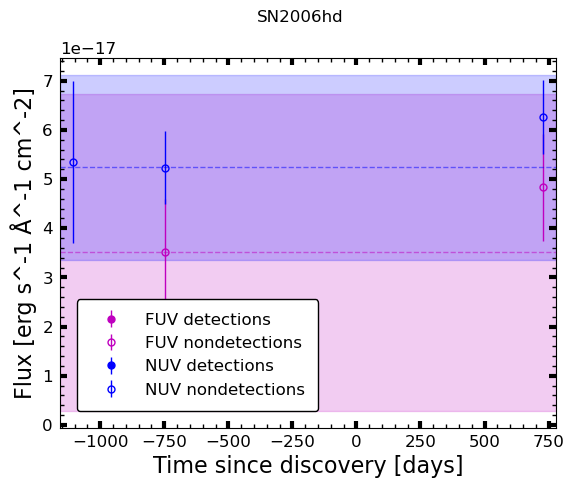 SN2006hd
1e−17
7
6
5
4
3
2
1
0
Flux [erg s^-1 Å^-1 cm^-2]
FUV detections
FUV nondetections
NUV detections
NUV nondetections
−1000 −750 −500 −250 0 250 500 750
Time since discovery [days]